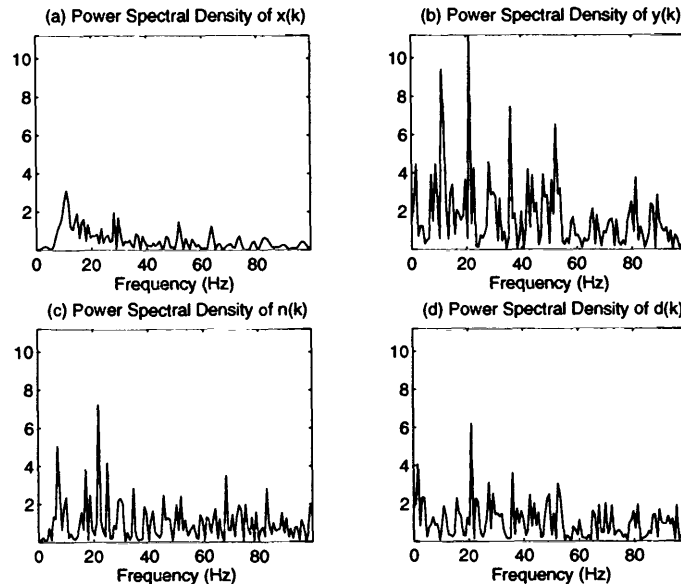 (a) Power Spectral Density of x(k)
10
8
6
4
2
0 20 40 60 80
Frequency (Hz)
(b) Power Spectral Density of y(k)
10
8
6
4
2
0 20 40 60 80
Frequency (Hz)
(c) Power Spectral Density of n(k)
10
8
6
4
2
0 20 40 60 80
Frequency (Hz)
(d) Power Spectral Density of d(k)
10
8
6
4
2
0 20 40 60 80
Frequency (Hz)